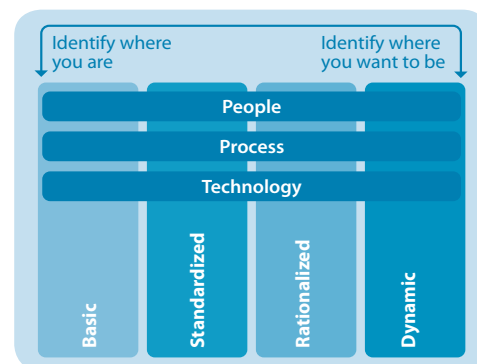 Identify where
you are
Identify where
you want to be
People
Process
Technology
Basic
Standardized
Rationalized
Dynamic